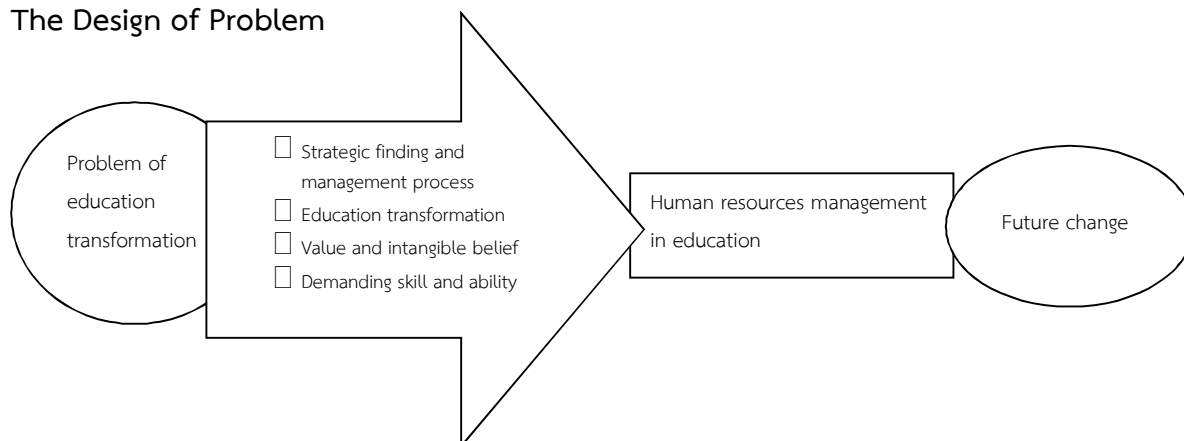 The Design of Problem
Problem of
education
transformation
☐ Strategic finding and
management process
☐ Education transformation
☐ Value and intangible belief
☐ Demanding skill and ability
Human resources management
in education
Future change